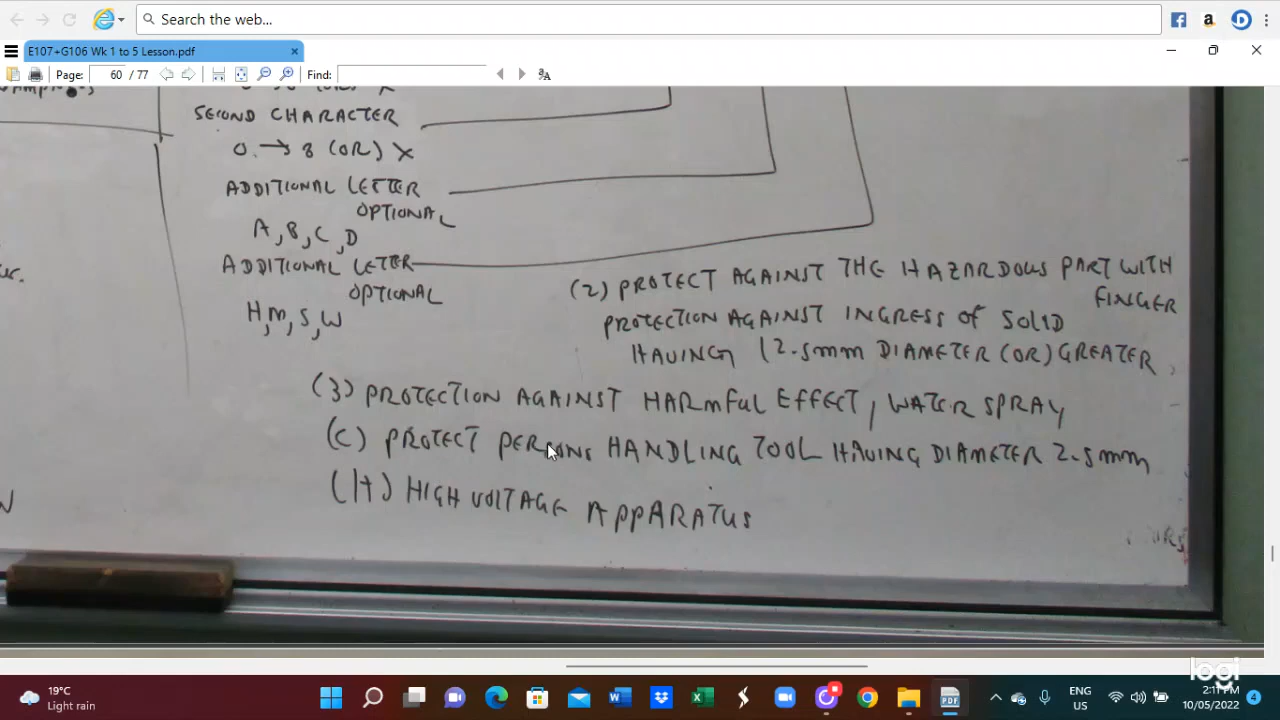 Search the web...
E107+G106 Wk 1 to 5 Lesson.pdf
Page: 60 / 77 Find:
SECOND CHARACTER
0. → 8 (OR) X
ADDITIONAL LETTER
OPTIONAL
A, B, C, D
ADDITIONAL LETTER
OPTIONAL
H, M, S, W
(2) PROTECT AGAINST THE HAZARDOUS PART WITH
FINGER
PROTECTION AGAINST INGRESS OF SOLID
HAVING 12.5mm DIAMETER (OR) GREATER
(3) PROTECTION AGAINST HARMFUL EFFECT, WATER SPRAY
(C) PROTECT PERSONS HANDLING TOOL HAVING DIAMETER 2.5mm
(H) HIGH VOLTAGE APPARATUS
logi
19°C
Light rain
ENG
US
2:11 PM
10/05/2022
4